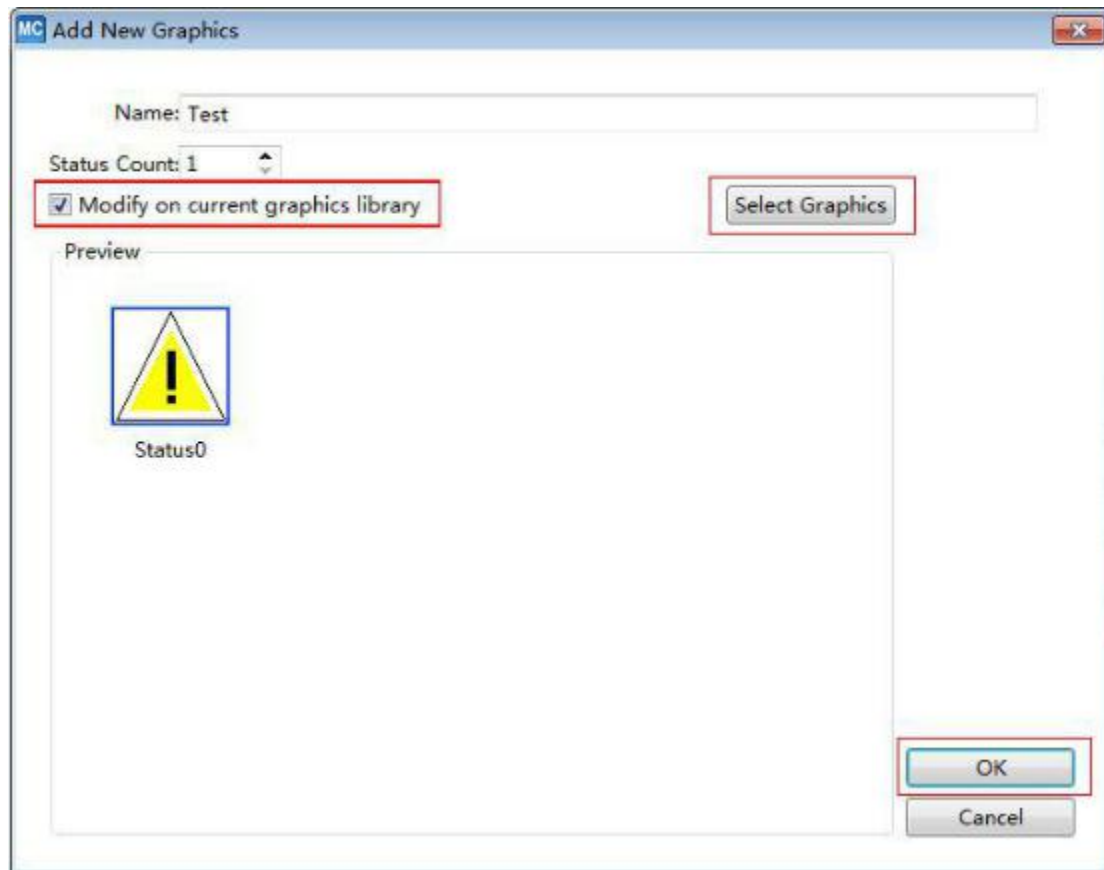 MC Add New Graphics
Name: Test
Status Count: 1
Modify on current graphics library
Select Graphics
Preview
!
Status0
OK
Cancel